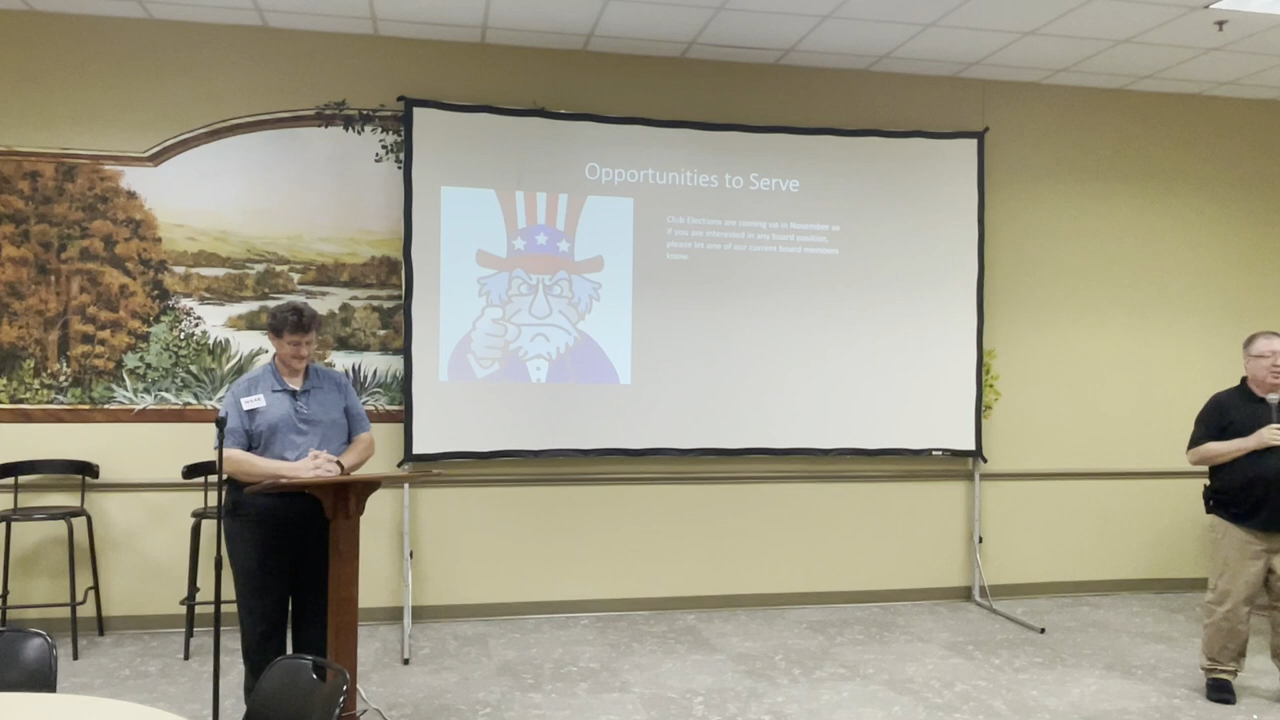 Opportunities to Serve
Club Elections are coming up in November so
if you are interested in any board position,
please let one of our current board members
know.